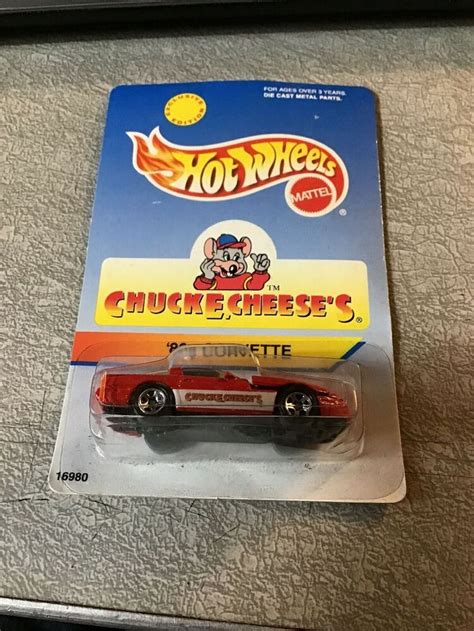 EXCLUSIVE EDITION
FOR AGES OVER 3 YEARS.
DIE CAST METAL PARTS.
HOT WHEELS
MATTEL
®
TM
CHUCK E. CHEESE'S®
CORVETTE
CHUCK E. CHEESE'S
16980